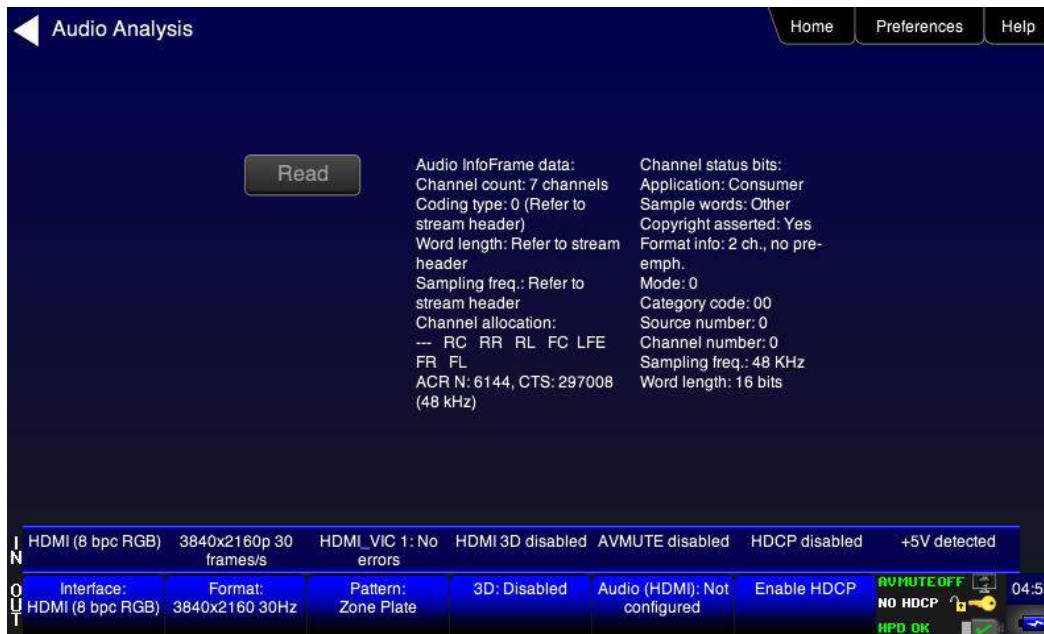 Audio Analysis
Home
Preferences
Help
Read
Audio InfoFrame data:
Channel count: 7 channels
Coding type: 0 (Refer to
stream header)
Word length: Refer to stream
header
Sampling freq.: Refer to
stream header
Channel allocation:
--- RC RR RL FC LFE
FR FL
ACR N: 6144, CTS: 297008
(48 kHz)
Channel status bits:
Application: Consumer
Sample words: Other
Copyright asserted: Yes
Format info: 2 ch., no pre-
emph.
Mode: 0
Category code: 00
Source number: 0
Channel number: 0
Sampling freq.: 48 KHz
Word length: 16 bits
IN
HDMI (8 bpc RGB)
3840x2160p 30
frames/s
HDMI_VIC 1: No
errors
HDMI 3D disabled
AVMUTE disabled
HDCP disabled
+5V detected
OUT
Interface:
HDMI (8 bpc RGB)
Format:
3840x2160 30Hz
Pattern:
Zone Plate
3D: Disabled
Audio (HDMI): Not
configured
Enable HDCP
AVMUTE OFF
NO HDCP
HPD OK